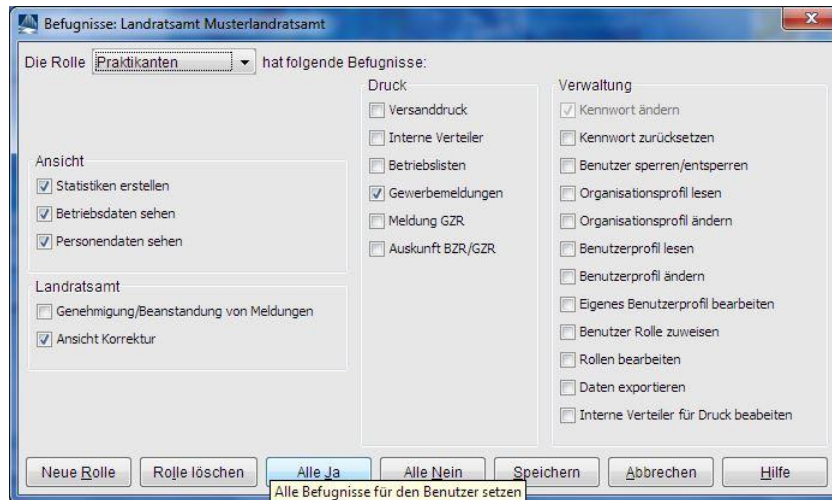 Befugnisse: Landratsamt Musterlandratsamt
Die Rolle Praktikanten hat folgende Befugnisse:
Ansicht
Statistiken erstellen
Betriebsdaten sehen
Personendaten sehen
Landratsamt
Genehmigung/Beanstandung von Meldungen
Ansicht Korrektur
Druck
Versanddruck
Interne Verteiler
Betriebslisten
Gewerbemeldungen
Meldung GZR
Auskunft BZR/GZR
Verwaltung
Kennwort ändern
Kennwort zurücksetzen
Benutzer sperren/entsperren
Organisationsprofil lesen
Organisationsprofil ändern
Benutzerprofil lesen
Benutzerprofil ändern
Eigenes Benutzerprofil bearbeiten
Benutzer Rolle zuweisen
Rollen bearbeiten
Daten exportieren
Interne Verteiler für Druck beabeiten
Neue Rolle Rolle löschen Alle Ja Alle Nein Speichern Abbrechen Hilfe
Alle Befugnisse für den Benutzer setzen